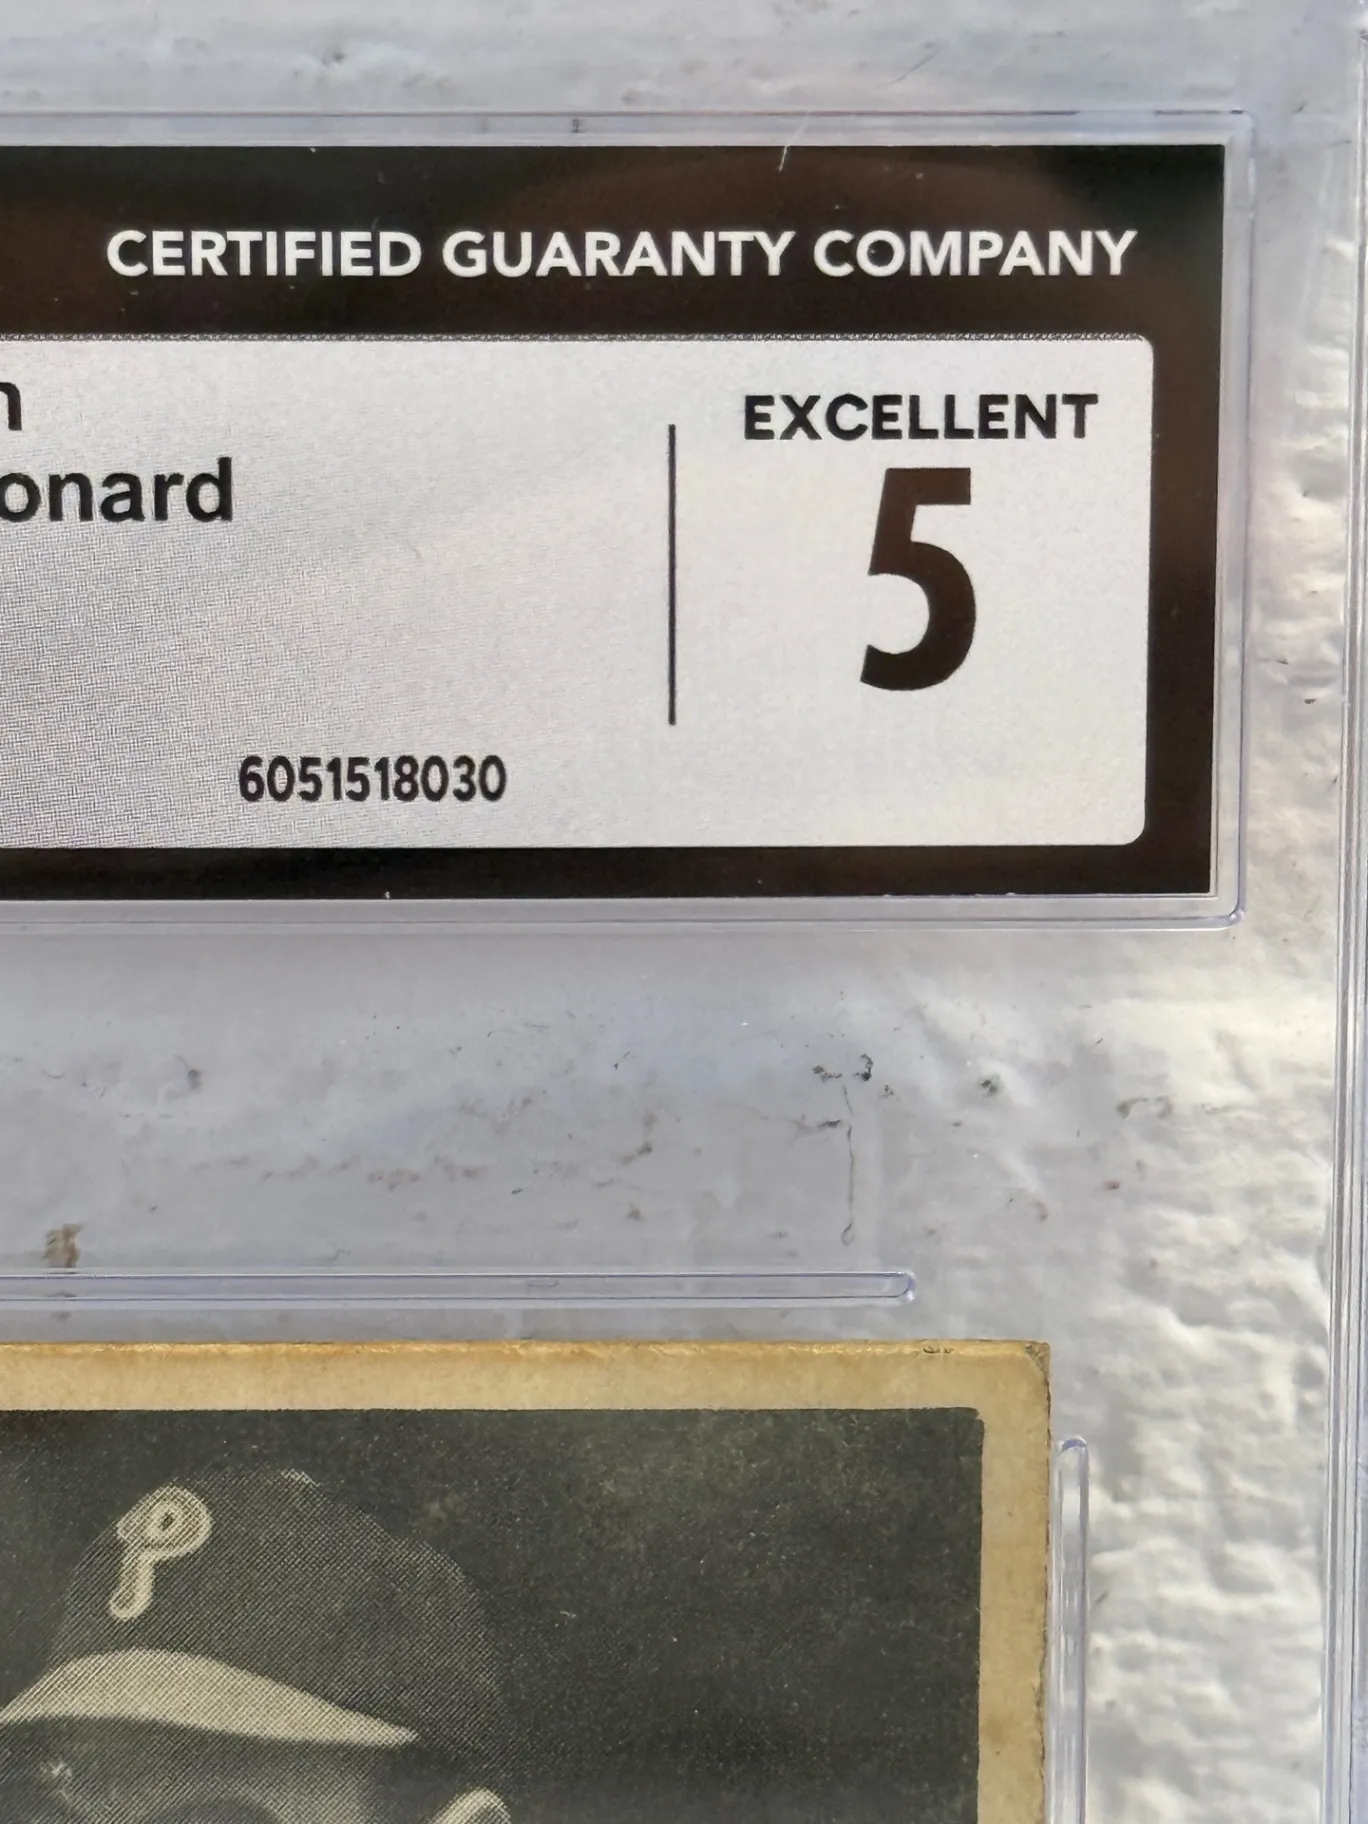 CERTIFIED GUARANTY COMPANY
n
onard
EXCELLENT
5
6051518030
P